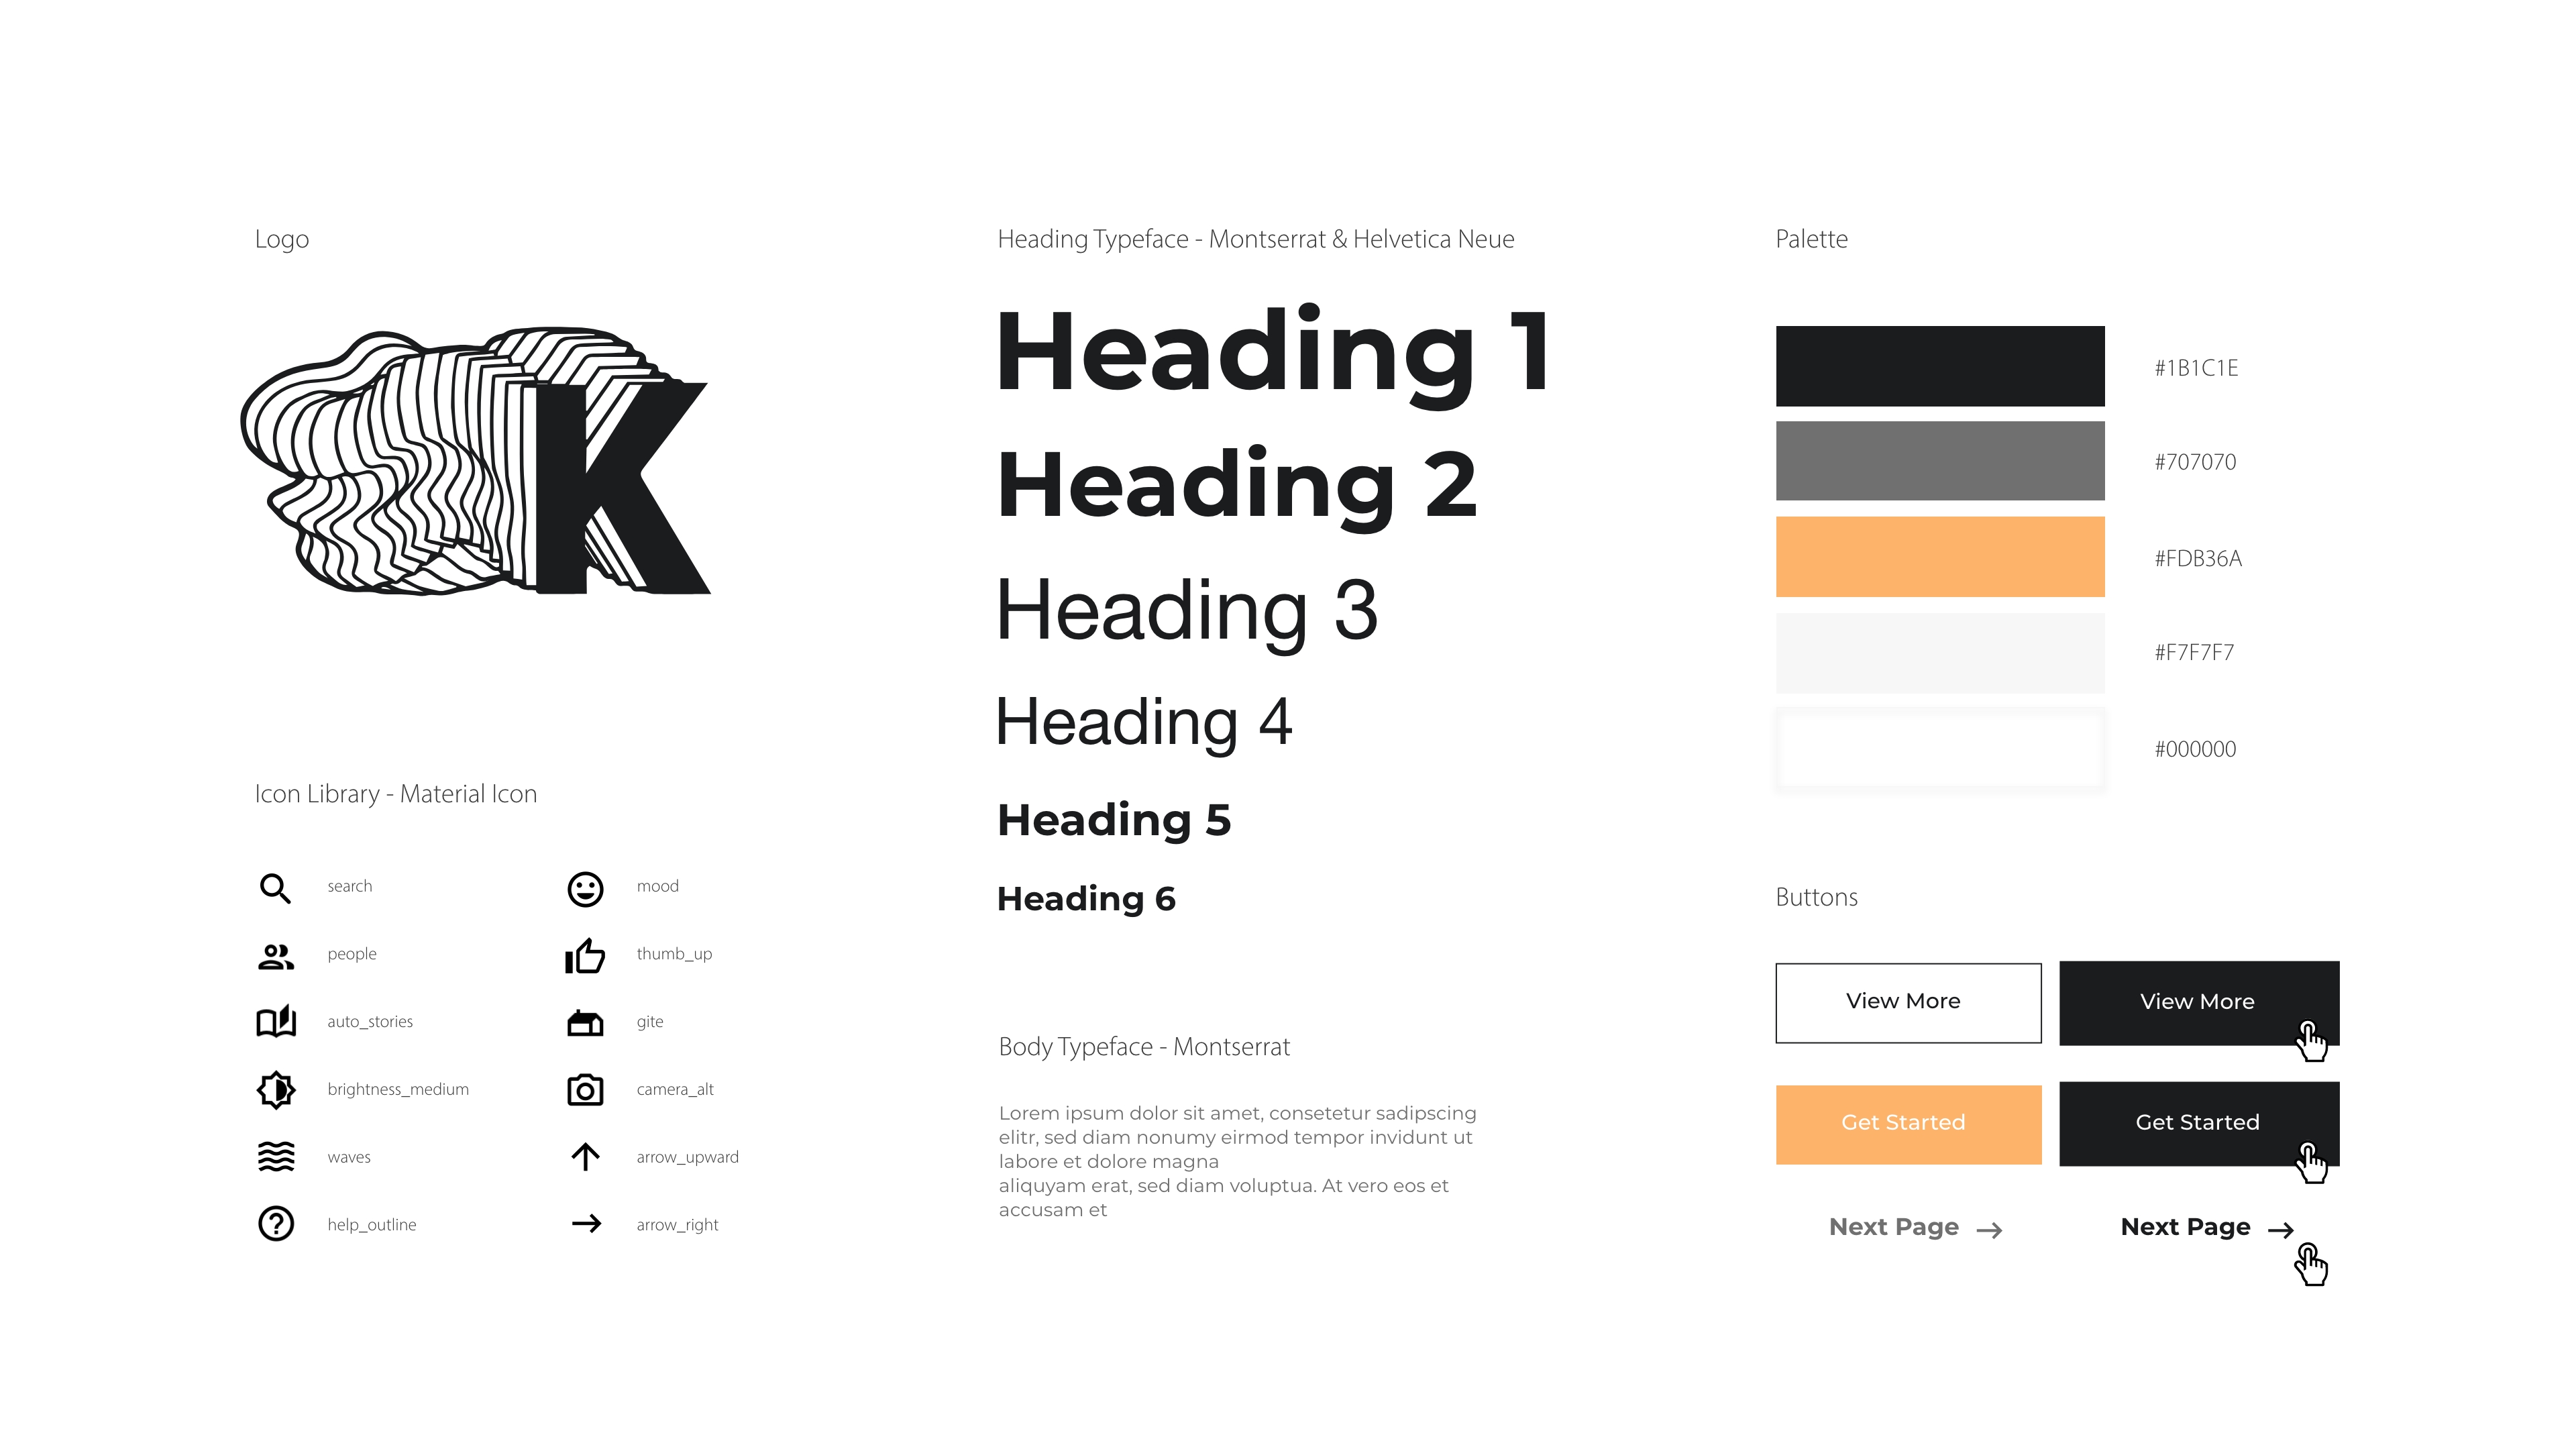 Logo
K
Icon Library - Material Icon
search
people
auto_stories
brightness_medium
waves
help_outline
mood
thumb_up
gite
camera_alt
arrow_upward
arrow_right
Heading Typeface - Montserrat & Helvetica Neue
Heading 1
Heading 2
Heading 3
Heading 4
Heading 5
Heading 6
Body Typeface - Montserrat
Lorem ipsum dolor sit amet, consetetur sadipscing
elitr, sed diam nonumy eirmod tempor invidunt ut
labore et dolore magna
aliquyam erat, sed diam voluptua. At vero eos et
accusam et
Palette
#1B1C1E
#707070
#FDB36A
#F7F7F7
#000000
Buttons
View More
View More
Get Started
Get Started
Next Page →
Next Page →